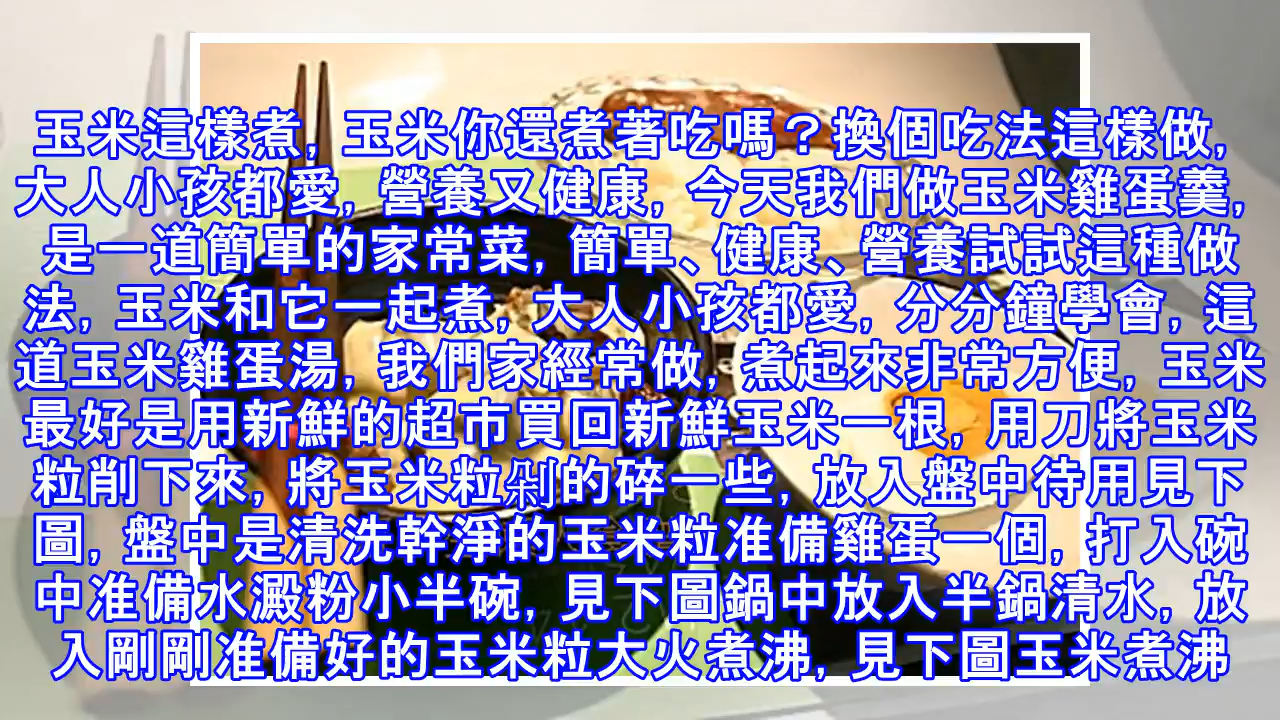 玉米這樣煮, 玉米你還煮著吃嗎？換個吃法這樣做,
大人小孩都愛, 營養又健康, 今天我們做玉米雞蛋羹,
是一道簡單的家常菜, 簡單、健康、營養試試這種做
法, 玉米和它一起煮, 大人小孩都愛, 分分鐘學會, 這
道玉米雞蛋湯, 我們家經常做, 煮起來非常方便, 玉米
最好是用新鮮的超市買回新鮮玉米一根, 用刀將玉米
粒削下來, 將玉米粒剁的碎一些, 放入盤中待用見下
圖, 盤中是清洗幹淨的玉米粒准備雞蛋一個, 打入碗
中准備水澱粉小半碗, 見下圖鍋中放入半鍋清水, 放
入剛剛准備好的玉米粒大火煮沸, 見下圖玉米煮沸